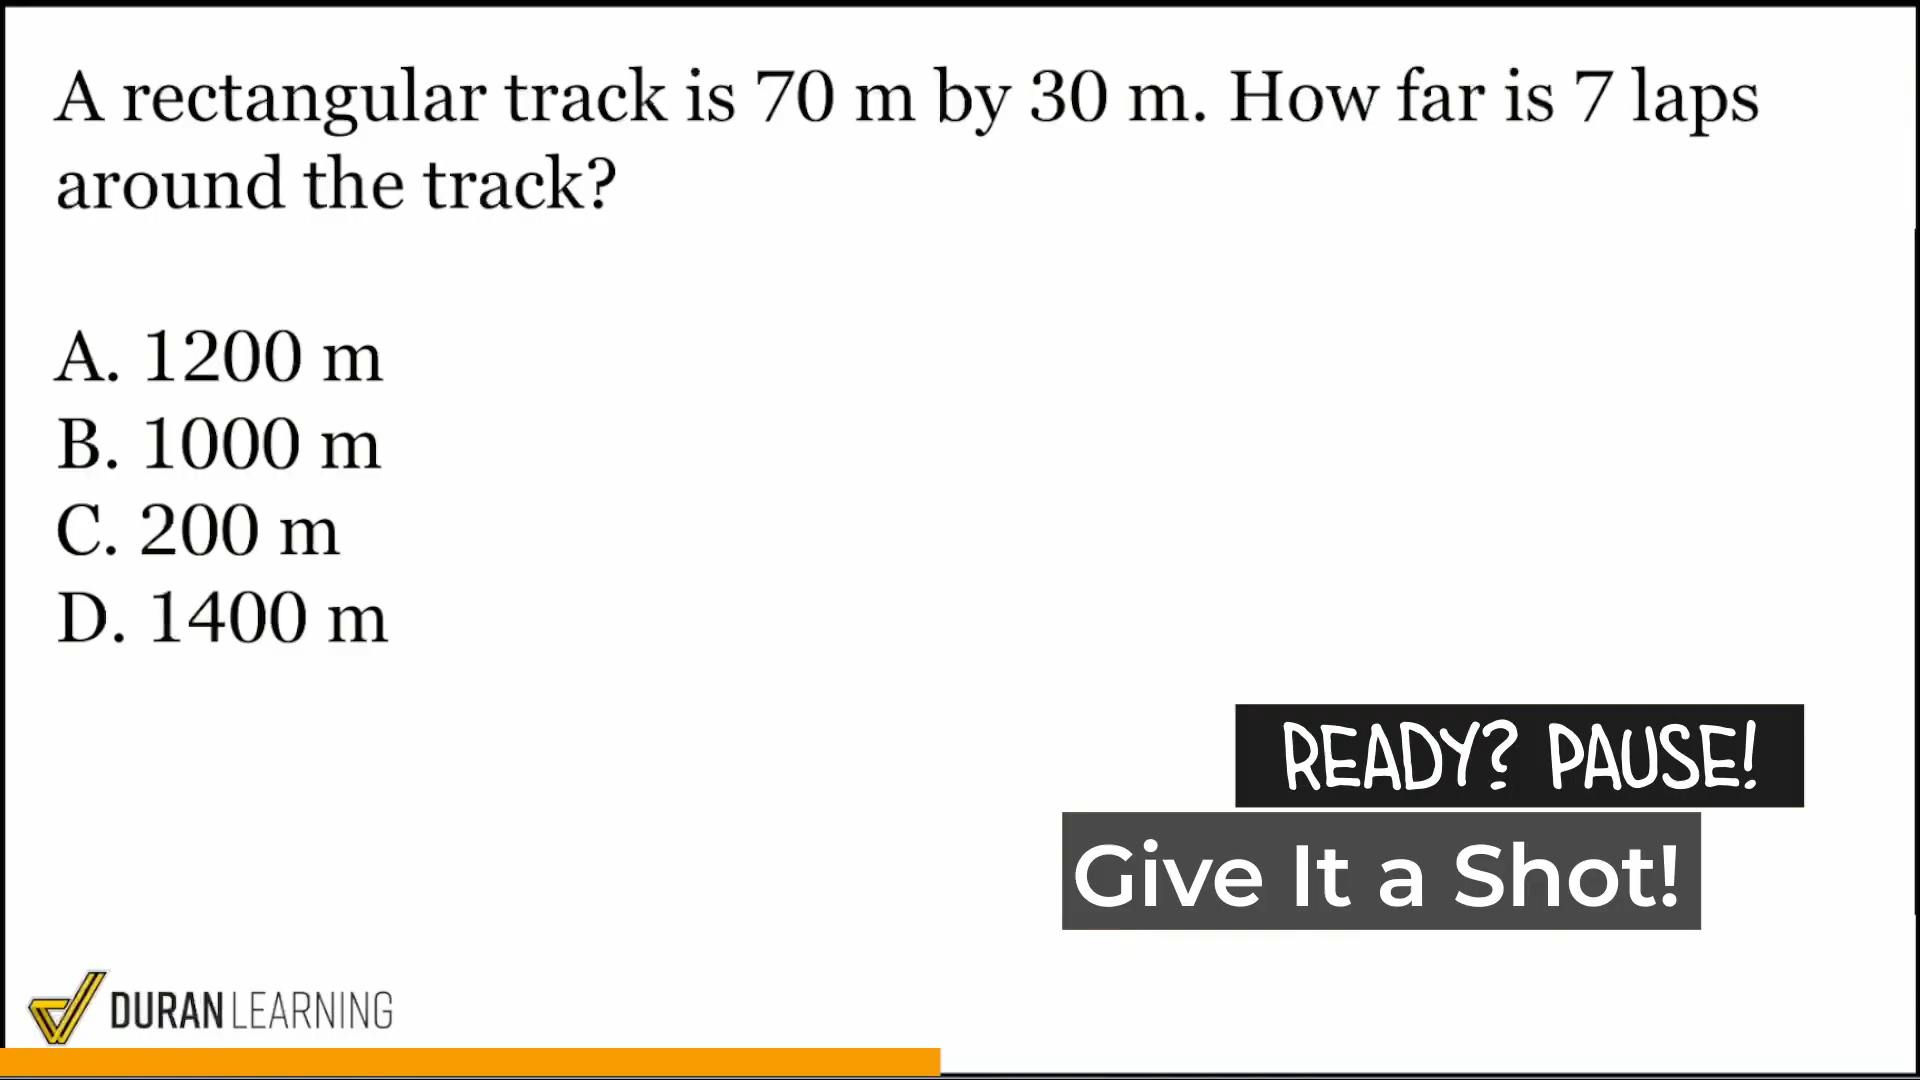 A rectangular track is 70 m by 30 m. How far is 7 laps
around the track?
A. 1200 m
B. 1000 m
C. 200 m
D. 1400 m
READY? PAUSE!
Give It a Shot!
DURAN LEARNING